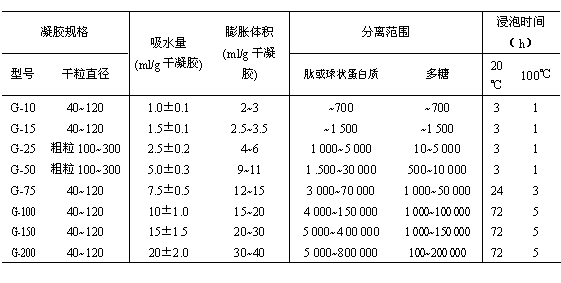 凝胶规格 吸水量 (ml/g 干凝胶) 膨胀体积 (ml/g 干凝胶) 分离范围 浸泡时间 （h）
型号 干粒直径 肽或球状蛋白质 多糖 20℃ 100℃
G-10 40~120 1.0±0.1 2~3 ~700 ~700 3 1
G-15 40~120 1.5±0.1 2.5~3.5 ~1 500 ~1 500 3 1
G-25 粗粒 100~300 2.5±0.2 4~6 1 000~5 000 10~5 000 3 1
G-50 粗粒 100~300 5.0±0.3 9~11 1 .500~30 000 500~10 000 3 1
G-75 40~120 7.5±0.5 12~15 3 000~70 000 1 000~50 000 24 3
G-100 40~120 10±1.0 15~20 4 000~150 000 1 000~100 000 72 5
G-150 40~120 15±1.5 20~30 5 000~4 00 000 1 000~150 000 72 5
G-200 40~120 20±2.0 30~40 5 000~800 000 100~200 000 72 5